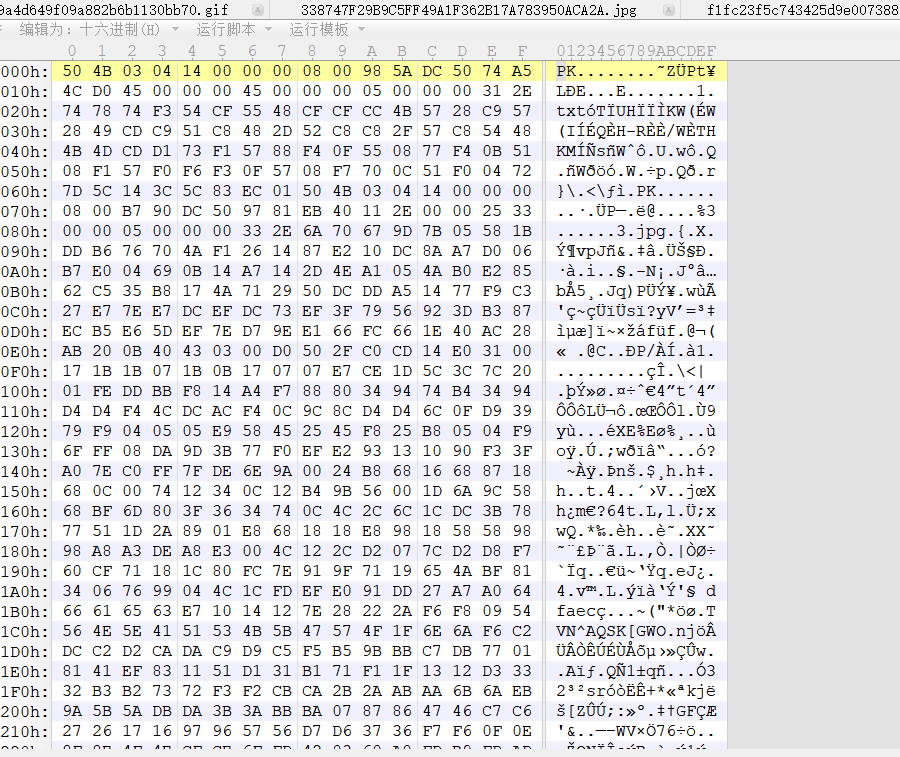 9a4d649f09a882b6b1130bb70.gif 338747F29B9C5FF49A1F362B17A783950ACA2A.jpg f1fc23f5c743425d9e007388
编辑为: 十六进制(H) 运行脚本 运行模板
0 1 2 3 4 5 6 7 8 9 A B C D E F 0123456789ABCDEF
000h: 50 4B 03 04 14 00 00 00 08 00 98 5A DC 50 74 A5 PK........˜ZÜPt¥
010h: 4C D0 45 00 00 00 45 00 00 00 05 00 00 00 31 2E LÐE...E.......1.
020h: 74 78 74 F3 54 CF 55 48 CF CF CC 4B 57 28 C9 57 txtóTÏUHÏÏÌKW(ÉW
030h: 28 49 CD C9 51 C8 48 2D 52 C8 C8 2F 57 C8 54 48 (IÍÉQÈH-RÈÈ/WÈTH
040h: 4B 4D CD D1 73 F1 57 88 F4 0F 55 08 77 F4 0B 51 KMÍÑsñWˆô.U.wô.Q
050h: 08 F1 57 F0 F6 F3 0F 57 08 F7 70 0C 51 F0 04 72 .ñWðöó.W.÷p.Qð.r
060h: 7D 5C 14 3C 5C 83 EC 01 50 4B 03 04 14 00 00 00 }\.<\ƒì.PK......
070h: 08 00 B7 90 DC 50 97 81 EB 40 11 2E 00 00 25 33 ..·.ÜP—.ë@....%3
080h: 00 00 05 00 00 00 33 2E 6A 70 67 9D 7B 05 58 1B ......3.jpg.{.X.
090h: DD B6 76 70 4A F1 26 14 87 E2 10 DC 8A A7 D0 06 Ý¶vpJñ&.‡â.ÜŠ§Ð.
0A0h: B7 E0 04 69 0B 14 A7 14 2D 4E A1 05 4A B0 E2 85 ·à.i..§.-N¡.J°â…
0B0h: 62 C5 35 B8 17 4A 71 29 50 DC DD A5 14 77 F9 C3 bÅ5¸.Jq)PÜÝ¥.wùÃ
0C0h: 27 E7 7E E7 DC EF DC 73 EF 3F 79 56 92 3D B3 87 'ç~çÜïÜsï?yV’=³‡
0D0h: EC B5 E6 5D EF 7E D7 9E E1 66 FC 66 1E 40 AC 28 ìµæ]ï~×žáfüf.@¬(
0E0h: AB 20 0B 40 43 03 00 D0 50 2F C0 CD 14 E0 31 00 « .@C..ÐP/ÀÍ.à1.
0F0h: 17 1B 1B 07 1B 0B 17 07 07 E7 CE 1D 5C 3C 7C 20 .........çÎ.\<|
100h: 01 FE DD BB F8 14 A4 F7 88 80 34 94 74 B4 34 94 .þÝ»ø.¤÷ˆ€4”t´4”
110h: D4 D4 F4 4C DC AC F4 0C 9C 8C D4 D4 6C 0F D9 39 ÔÔôLÜ¬ô.œŒÔÔl.Ù9
120h: 79 F9 04 05 05 E9 58 45 25 45 F8 25 B8 05 04 F9 yù...éXE%Eø%¸..ù
130h: 6F FF 08 DA 9D 3B 77 F0 EF E2 93 13 10 90 F3 3F oÿ.Ú.;wðïâ“...ó?
140h: A0 7E C0 FF 7F DE 6E 9A 00 24 B8 68 16 68 87 18 ~Àÿ.Þnš.$¸h.h‡.
150h: 68 0C 00 74 12 34 0C 12 B4 9B 56 00 1D 6A 9C 58 h..t.4..´›V..jœX
160h: 68 BF 6D 80 3F 36 34 74 0C 4C 2C 6C 1C DC 3B 78 h¿m€?64t.L,l.Ü;x
170h: 77 51 1D 2A 89 01 E8 68 18 18 E8 98 18 58 58 98 wQ.*‰.èh..è˜.XX˜
180h: 98 A8 A3 DE A8 E3 00 4C 12 2C D2 07 7C D2 D8 F7 ˜¨£Þ¨ã.L.,Ò.|ÒØ÷
190h: 60 CF 71 18 1C 80 FC 7E 91 9F 71 19 65 4A BF 81 `Ïq..€ü~‘Ÿq.eJ¿.
1A0h: 34 06 76 99 04 4C 1C FD EF E0 91 DD 27 A7 A0 64 4.v™.L.ýïà‘Ý'§ d
1B0h: 66 61 65 63 E7 10 14 12 7E 28 22 2A F6 F8 09 54 faecç...~("*öø.T
1C0h: 56 4E 5E 41 51 53 4B 5B 47 57 4F 1F 6E 6A F6 C2 VN^AQSK[GWO.njöÂ
1D0h: DC C2 D2 CA DA C9 D9 C5 F5 B5 9B BB C7 DB 77 01 ÜÂÒÊÚÉÙÅõµ›»ÇÛw.
1E0h: 81 41 EF 83 11 51 D1 31 B1 71 F1 1F 13 12 D3 33 .Aïƒ.QÑ1±qñ...Ó3
1F0h: 32 B3 B2 73 72 F3 F2 CB CA 2B 2A AB AA 6B 6A EB 2³²sróòËÊ+*«ªkjë
200h: 9A 5B 5A DB DA 3B 3A BB BA 07 87 86 47 46 C7 C6 š[ZÛÚ;:»º.‡†GFÇÆ
210h: 27 26 17 16 97 96 57 56 D7 D6 37 36 F7 F6 0F 0E '&..—–WV×Ö76÷ö..